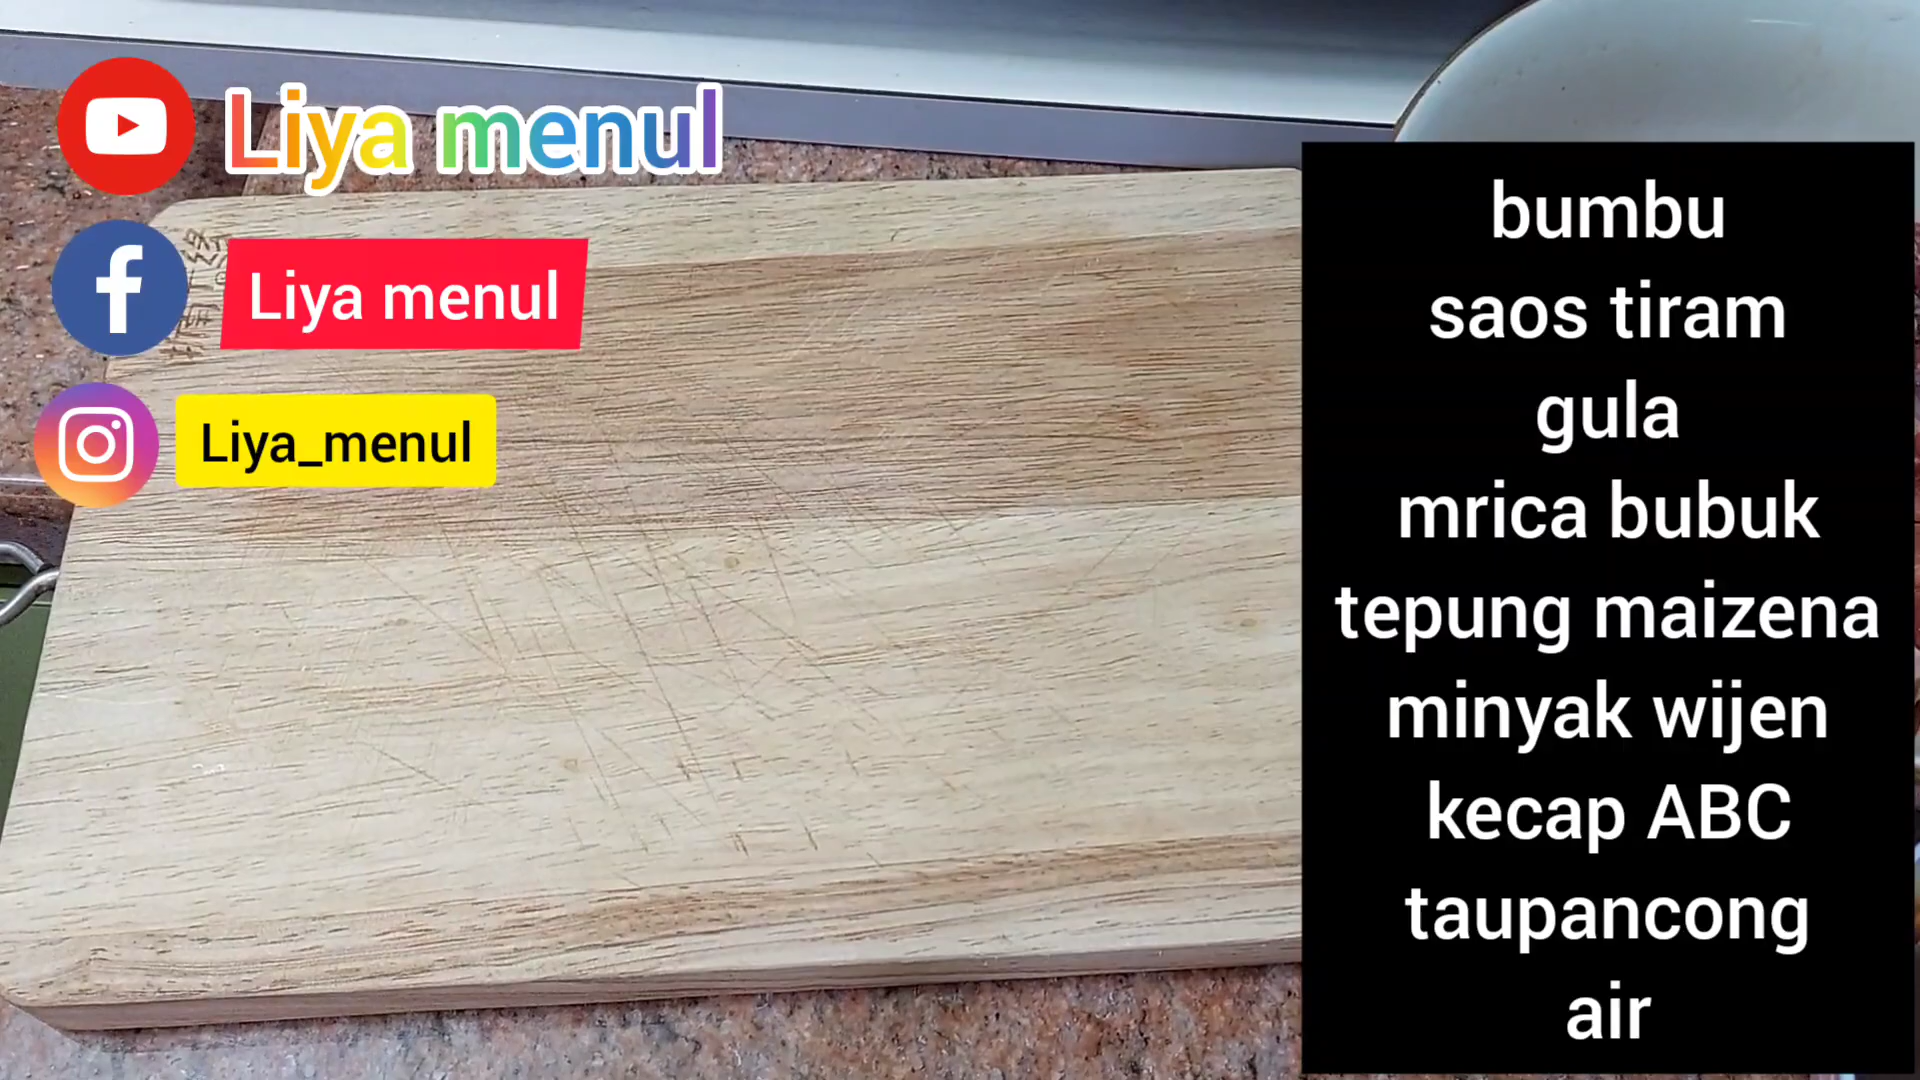 Liya menul
Liya menul
Liya_menul
bumbu
saos tiram
gula
mrica bubuk
tepung maizena
minyak wijen
kecap ABC
taupancong
air